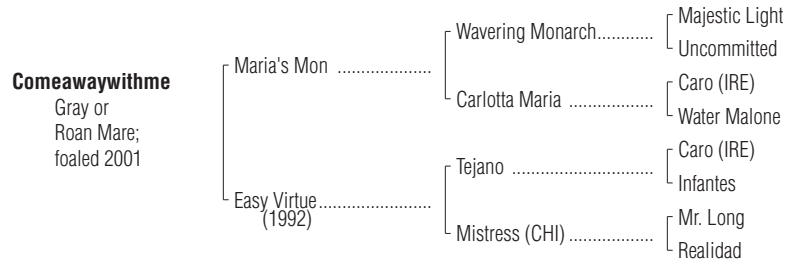 Comeawaywithme
Gray or
Roan Mare;
foaled 2001
Maria's Mon ....................
Easy Virtue........................
(1992)
Wavering Monarch............
Carlotta Maria ..................
Tejano ..............................
Mistress (CHI)..................
Majestic Light
Uncommitted
Caro (IRE)
Water Malone
Caro (IRE)
Infantes
Mr. Long
Realidad